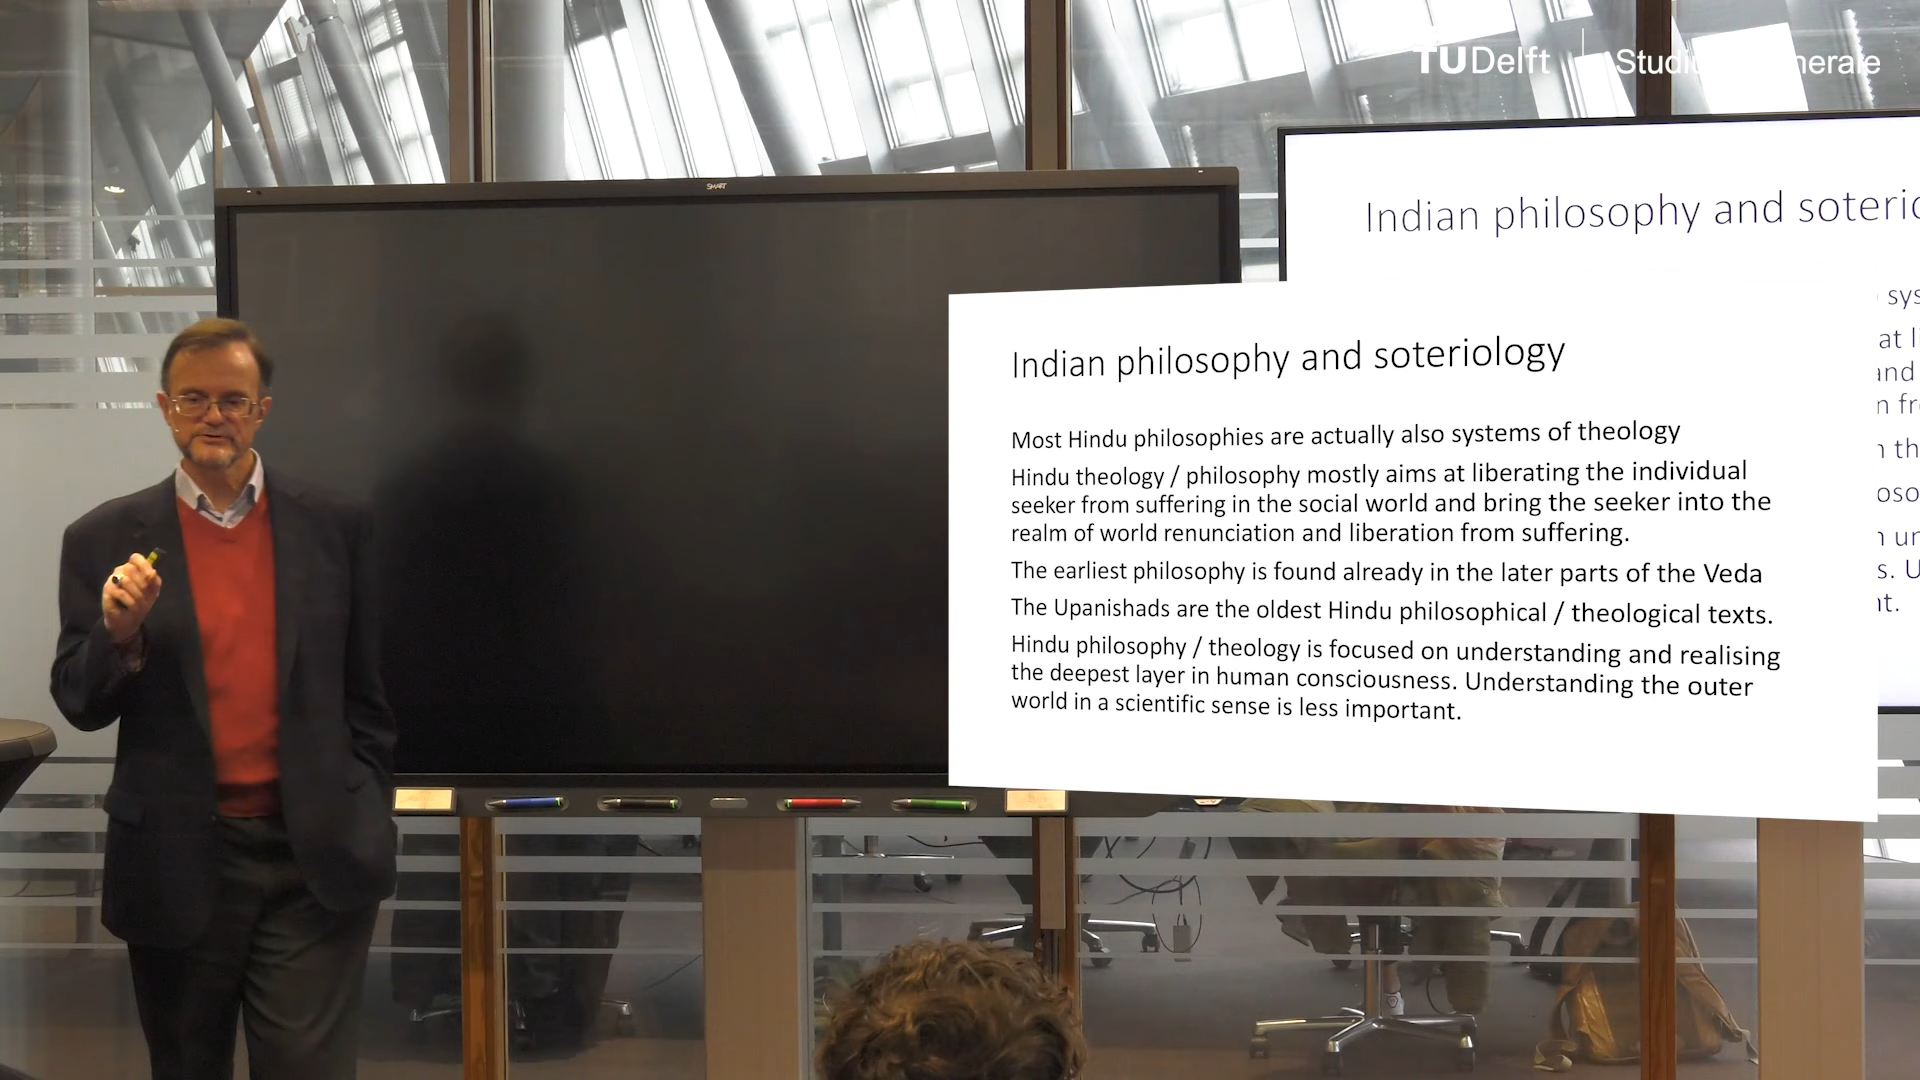 TUDelft
SMART
Indian philosophy and
Indian philosophy and soteriology
Most Hindu philosophies are actually also systems of theology
Hindu theology / philosophy mostly aims at liberating the individual
seeker from suffering in the social world and bring the seeker into the
realm of world renunciation and liberation from suffering.
The earliest philosophy is found already in the later parts of the Veda
The Upanishads are the oldest Hindu philosophical / theological texts.
Hindu philosophy / theology is focused on understanding and realising
the deepest layer in human consciousness. Understanding the outer
world in a scientific sense is less important.